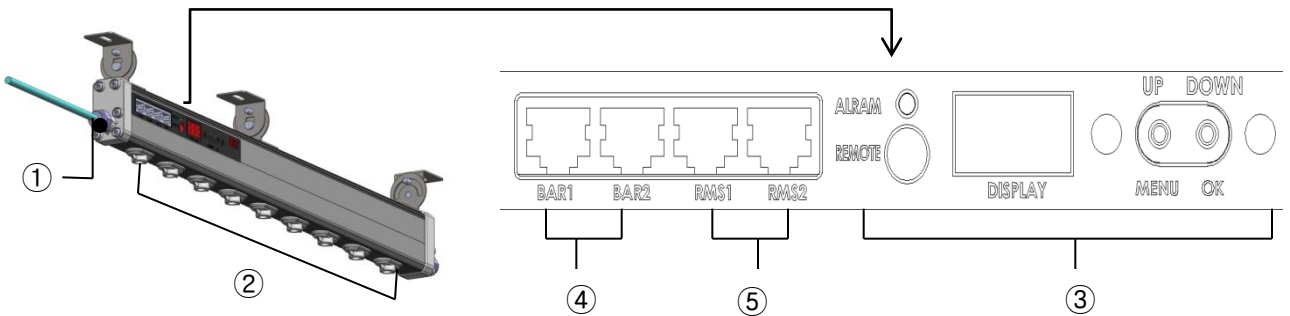 UP DOWN
ALRAM
REMOTE
BAR1 BAR2 RMS1 RMS2
DISPLAY
MENU OK
①
②
④
⑤
③